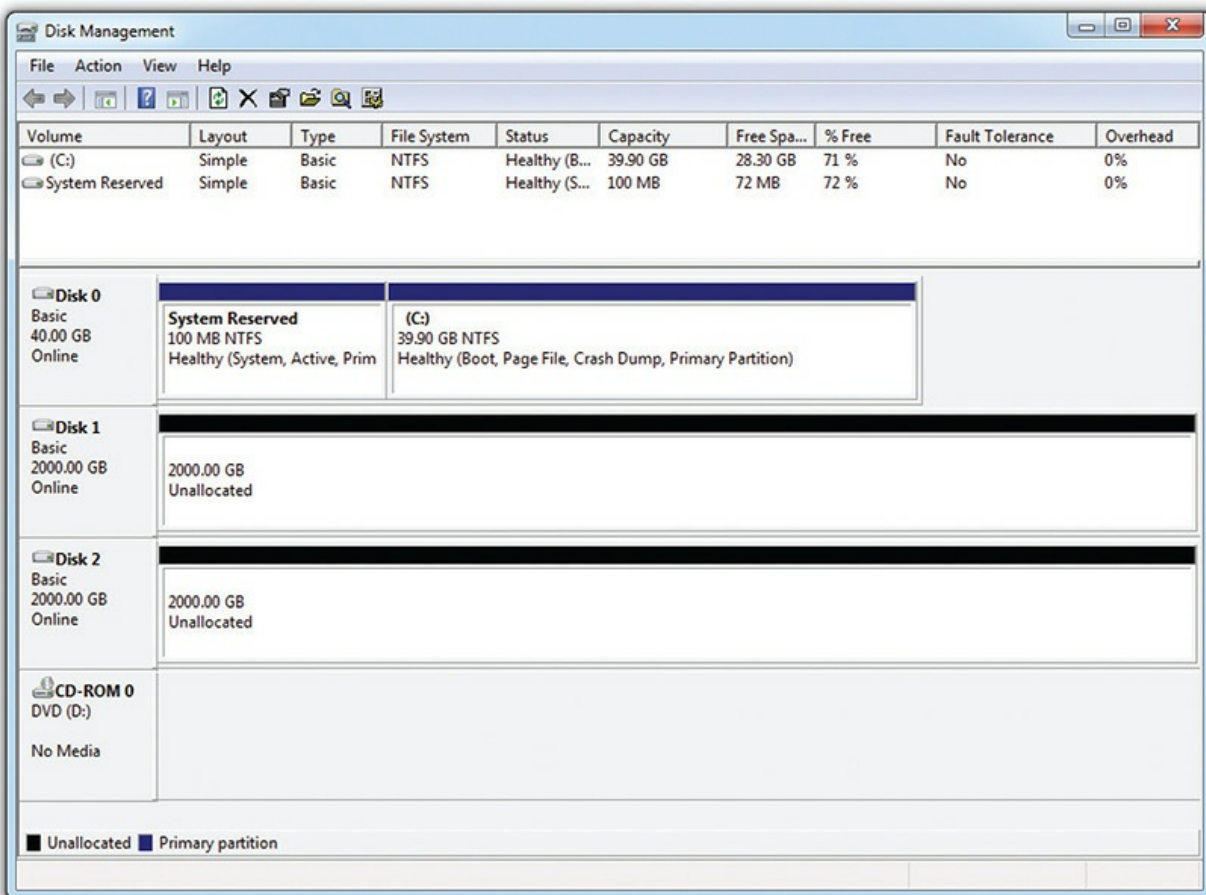 Disk Management
File Action View Help
Volume Layout Type File System Status Capacity Free Spa... % Free Fault Tolerance Overhead
(C:) Simple Basic NTFS Healthy (B... 39.90 GB 28.30 GB 71 % No 0%
System Reserved Simple Basic NTFS Healthy (S... 100 MB 72 MB 72 % No 0%
Disk 0
Basic
40.00 GB
Online
System Reserved
100 MB NTFS
Healthy (System, Active, Prim
(C:)
39.90 GB NTFS
Healthy (Boot, Page File, Crash Dump, Primary Partition)
Disk 1
Basic
2000.00 GB
Online
2000.00 GB
Unallocated
Disk 2
Basic
2000.00 GB
Online
2000.00 GB
Unallocated
CD-ROM 0
DVD (D:)
No Media
Unallocated Primary partition